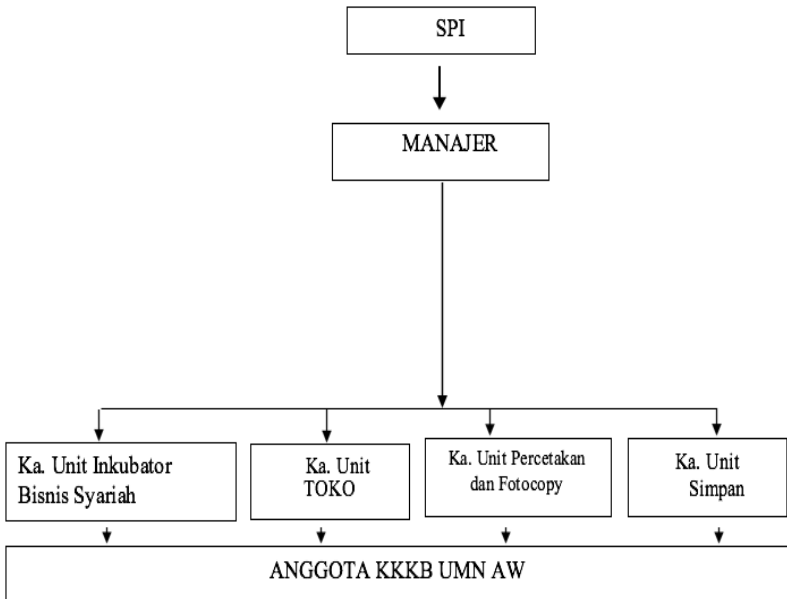 SPI
MANAJER
Ka. Unit Inkubator
Bisnis Syariah
Ka. Unit
TOKO
Ka. Unit Percetakan
dan Fotocopy
Ka. Unit
Simpan
ANGGOTA KKKB UMN AW